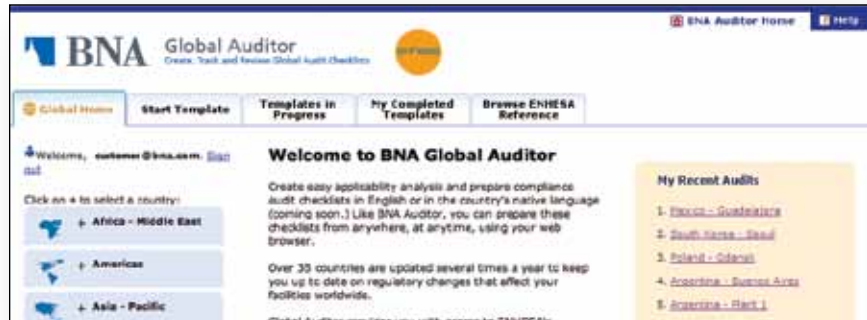 BNA Auditor Home
Help
BNA
Global Auditor
Create, Track and Review Global Audit Checklists
Global Home
Start Template
Templates in
Progress
My Completed
Templates
Browse ENHESA
Reference
Welcome, customer@bna.com. Sign
out
Click on + to select a country:
+ Africa - Middle East
+ Americas
+ Asia - Pacific
Welcome to BNA Global Auditor
Create easy applicability analysis and prepare compliance
audit checklists in English or in the country's native language
(coming soon.) Like BNA Auditor, you can prepare these
checklists from anywhere, at anytime, using your web
browser.
Over 35 countries are updated several times a year to keep
you up to date on regulatory changes that affect your
facilities worldwide.
My Recent Audits
1. Mexico - Guadalajara
2. South Korea - Seoul
3. Poland - Gdansk
4. Argentina - Buenos Aires
5. Argentina - Plant 1